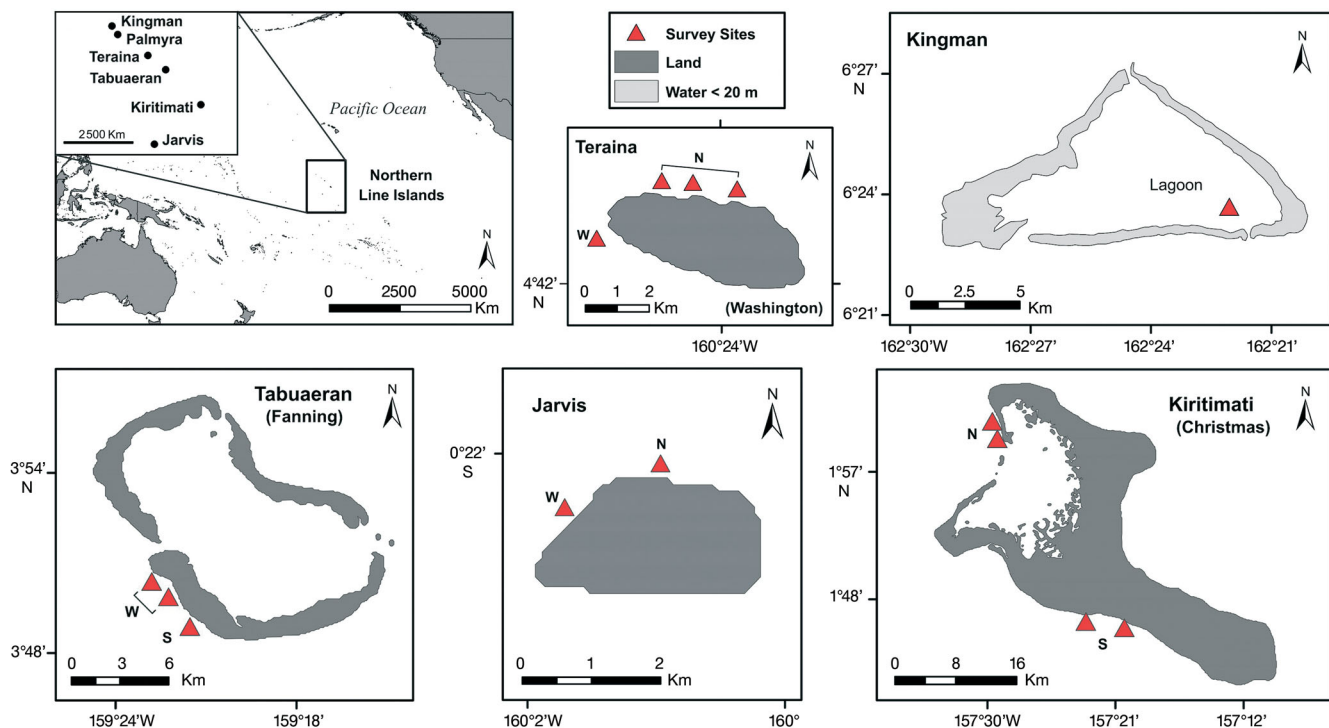 Kingman
Palmyra
Teraina
Tabuaeran
Kiritimati
2500 Km
Jarvis
Pacific Ocean
Northern
Line Islands
N
0 2500 5000
Km
Survey Sites
Land
Water < 20 m
Teraina
N
N
W
4°42'
N
0 1 2
Km
(Washington)
160°24'W
Kingman
N
6°27'
N
Lagoon
6°24'
0 2.5 5
Km
6°21'
162°30'W 162°27' 162°24' 162°21'
Tabuaeran
(Fanning)
N
3°54'
N
W
S
3°48'
0 3 6
Km
159°24'W 159°18'
Jarvis
N
0°22'
S
N
W
0 1 2
Km
160°2'W 160°
Kiritimati
(Christmas)
N
N
1°57'
N
1°48'
S
0 8 16
Km
157°30'W 157°21' 157°12'